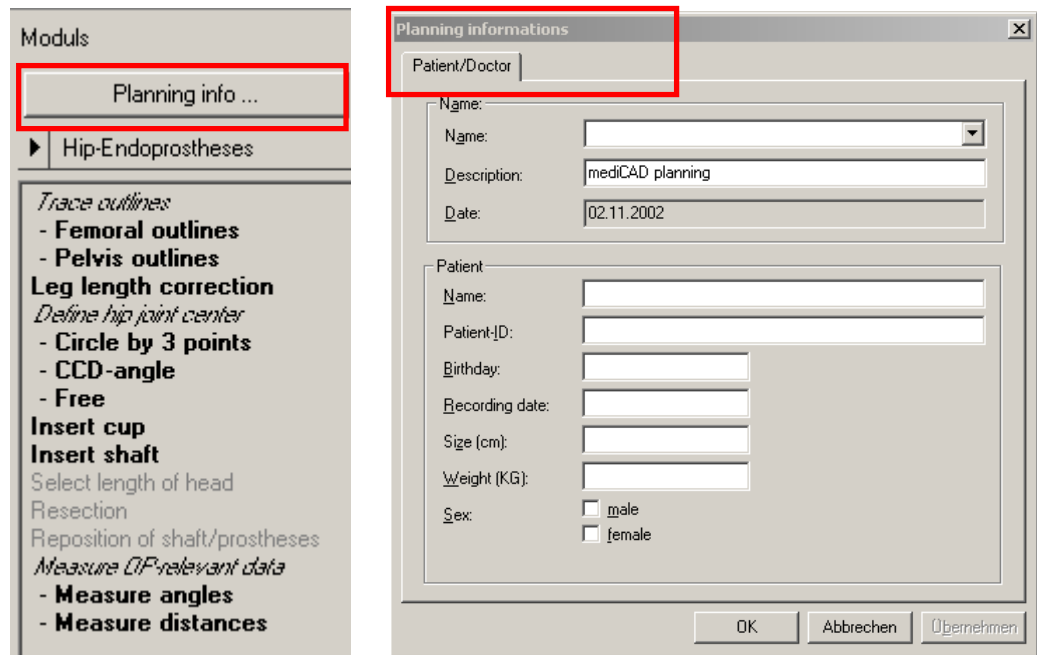 Moduls
Planning info ...
Hip-Endoprostheses
Trace outlines
- Femoral outlines
- Pelvis outlines
Leg length correction
Define hip joint center
- Circle by 3 points
- CCD-angle
- Free
Insert cup
Insert shaft
Select length of head
Resection
Reposition of shaft/prostheses
Measure OP-relevant data
- Measure angles
- Measure distances
Planning informations
Patient/Doctor
Name:
Name:
Description: mediCAD planning
Date: 02.11.2002
Patient
Name:
Patient-ID:
Birthday:
Recording date:
Size (cm):
Weight (KG):
Sex: male
female
OK Abbrechen Übernehmen